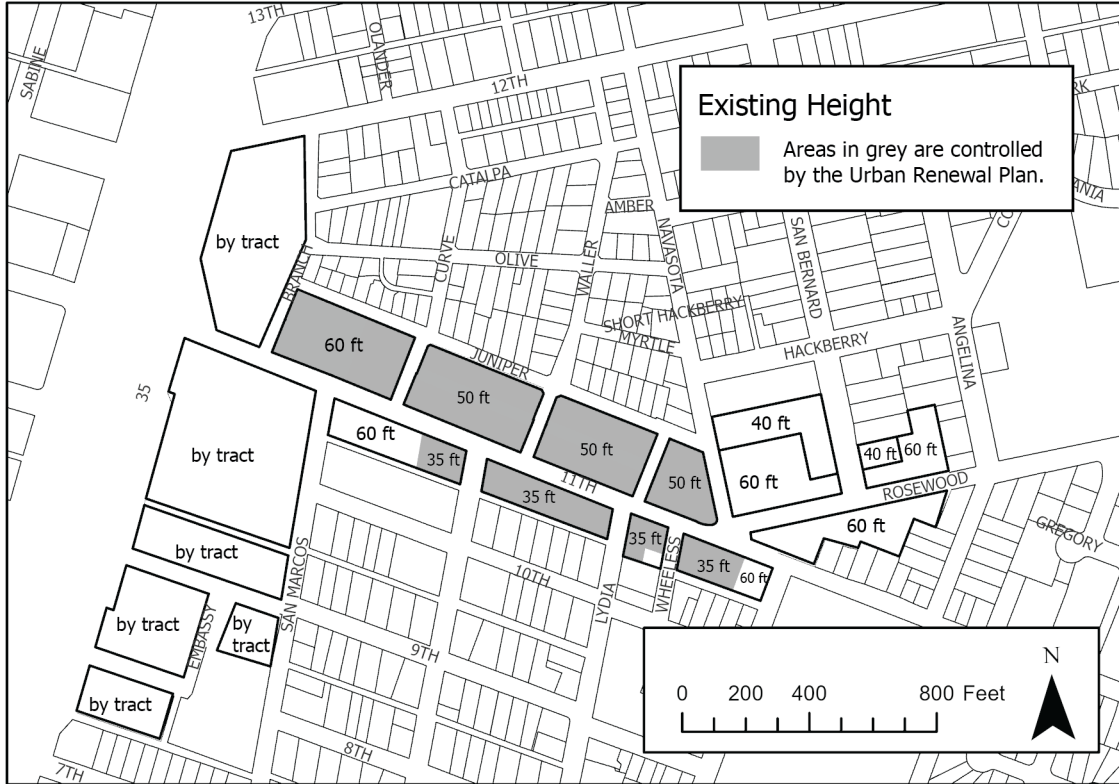 13TH
SABINE
OLANDER
12TH
Existing Height
Areas in grey are controlled
by the Urban Renewal Plan.
RK
ANIA
CO
CATALPA
AMBER
NAVASOTA
SAN BERNARD
by tract
BRANCH
CURVE
OLIVE
WALLER
SHORT HACKBERRY
MYRTLE
HACKBERRY
ANGELINA
60 ft
JUNIPER
35
50 ft
40 ft
60 ft
50 ft
40 ft
60 ft
by tract
35 ft
11TH
50 ft
60 ft
ROSEWOOD
35 ft
60 ft
GREGORY
35 ft
by tract
SAN MARCOS
10TH
LYDIA
WHEELESS
35 ft
60 ft
by tract
EMBASSY
by
tract
9TH
by tract
8TH
7TH
N
0 200 400 800 Feet